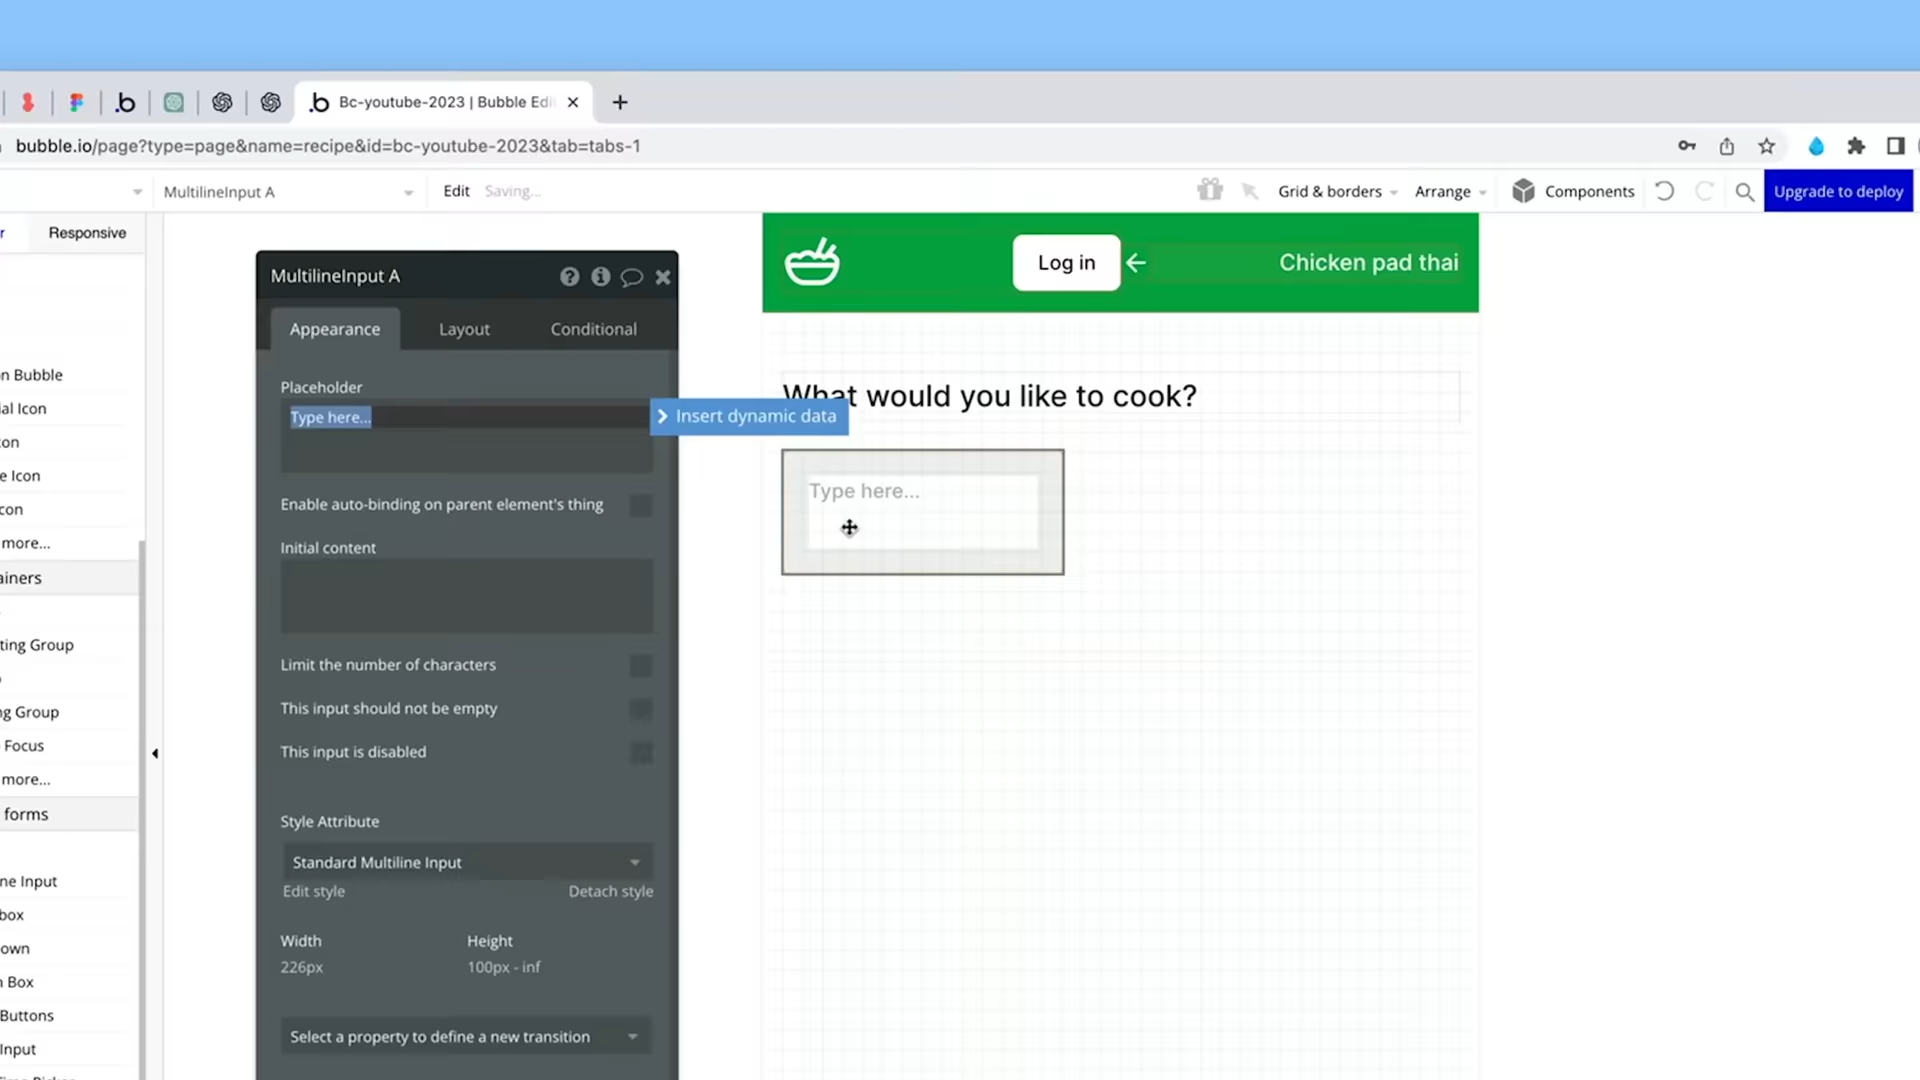 Bc-youtube-2023 | Bubble Edi
bubble.io/page?type=page&name=recipe&id=bc-youtube-2023&tab=tabs-1
MultilineInput A
Edit
Saving...
Grid & borders
Arrange
Components
Upgrade to deploy
r
Responsive
n Bubble
al Icon
on
e Icon
con
more...
ainers
ting Group
ng Group
Focus
more...
forms
ne Input
box
own
n Box
Buttons
Input
MultilineInput A
Appearance
Layout
Conditional
Placeholder
Type here...
Insert dynamic data
Enable auto-binding on parent element's thing
Initial content
Limit the number of characters
This input should not be empty
This input is disabled
Style Attribute
Standard Multiline Input
Edit style
Detach style
Width
Height
226px
100px - inf
Select a property to define a new transition
Log in
Chicken pad thai
What would you like to cook?
Type here...